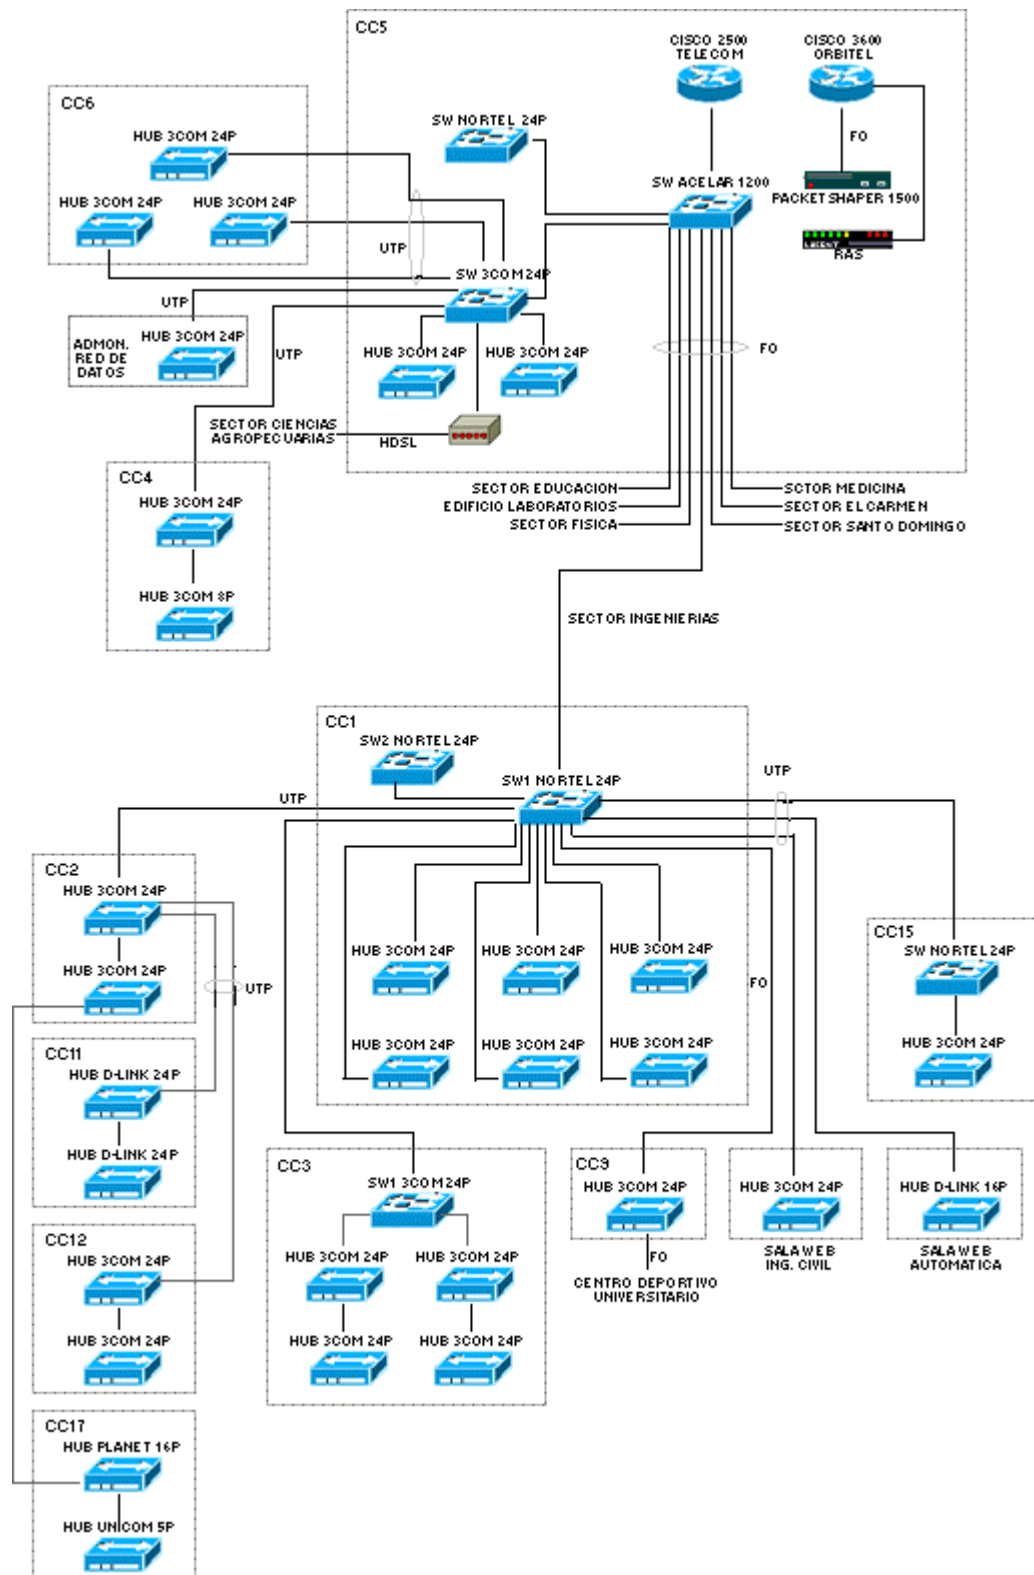 CC5
CISCO 2500
TELECOM
CISCO 3600
ORBITEL
CC6
HUB 3COM 24P
SW NORTEL 24P
FO
SW ACELAR 1200
PACKETSHAPER 1500
HUB 3COM 24P
HUB 3COM 24P
UTP
RAS
SW 3COM 24P
UTP
ADMON.
RED DE
DATOS
HUB 3COM 24P
UTP
HUB 3COM 24P
HUB 3COM 24P
FO
SECTOR CIENCIAS
AGROPECUARIAS
HDSL
CC4
HUB 3COM 24P
SECTOR EDUCACION
EDIFICIO LABORATORIOS
SECTOR FISICA
SCTOR MEDICINA
SECTOR EL CARMEN
SECTOR SANTO DOMINGO
HUB 3COM 8P
SECTOR INGENIERIAS
CC1
SW2 NORTEL 24P
SW1 NORTEL 24P
UTP
UTP
CC2
HUB 3COM 24P
HUB 3COM 24P
UTP
HUB 3COM 24P
HUB 3COM 24P
HUB 3COM 24P
FO
CC15
SW NORTEL 24P
HUB 3COM 24P
HUB 3COM 24P
HUB 3COM 24P
HUB 3COM 24P
CC11
HUB D-LINK 24P
HUB D-LINK 24P
CC3
SW1 3COM 24P
HUB 3COM 24P
HUB 3COM 24P
HUB 3COM 24P
HUB 3COM 24P
CC9
HUB 3COM 24P
FO
CENTRO DEPORTIVO
UNIVERSITARIO
HUB 3COM 24P
SALA WEB
ING. CIVIL
HUB D-LINK 16P
SALA WEB
AUTOMATICA
CC12
HUB 3COM 24P
HUB 3COM 24P
CC17
HUB PLANET 16P
HUB UNICOM 5P